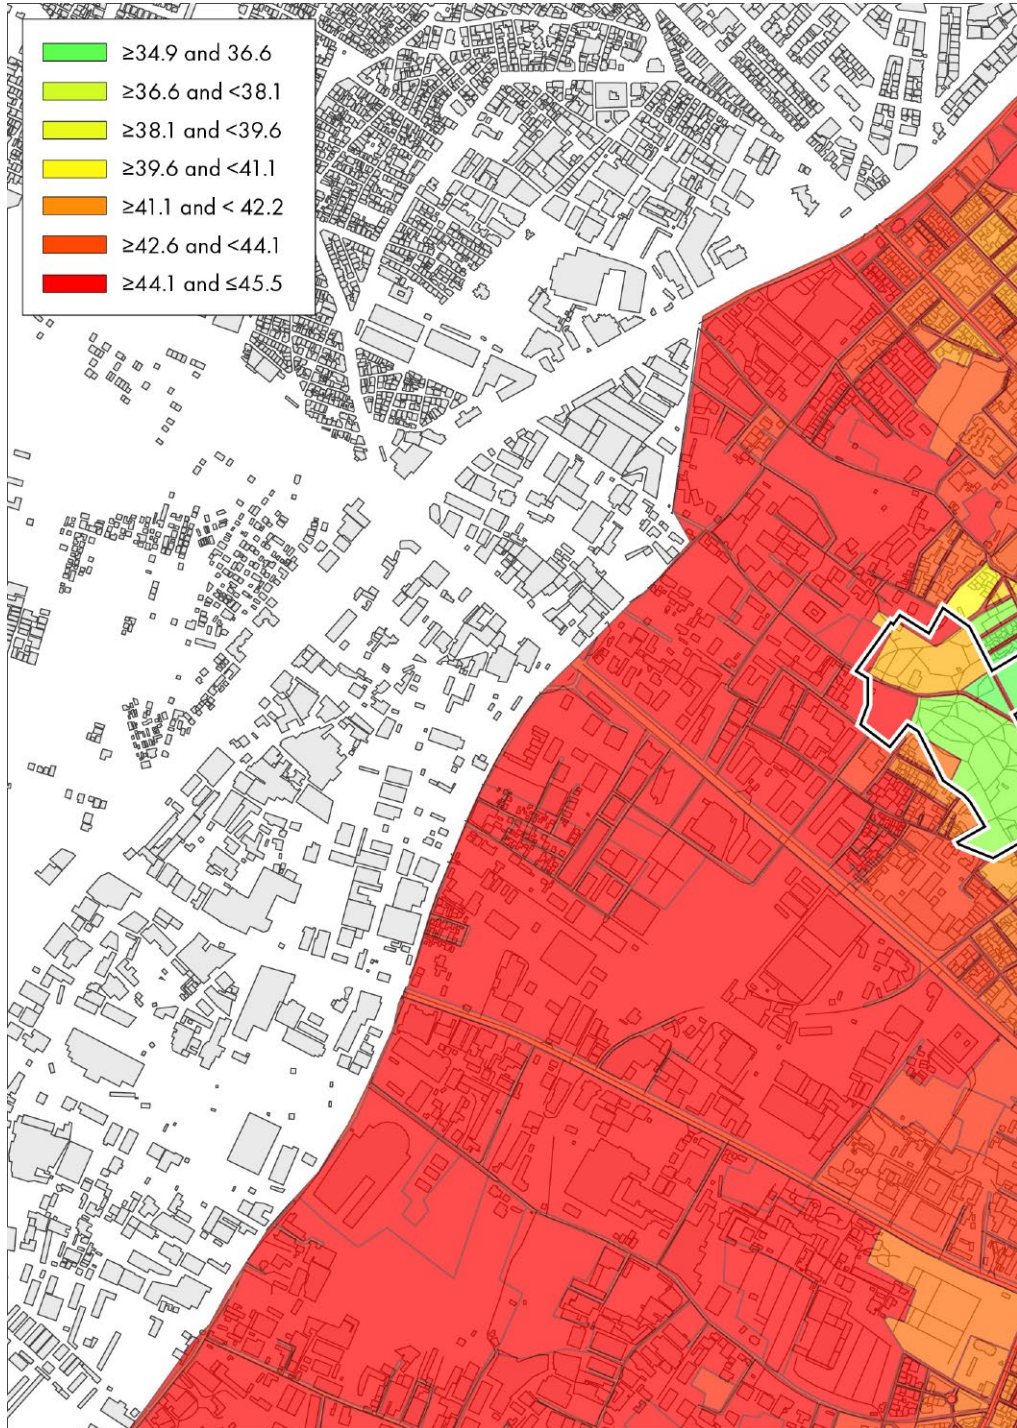 ≥34.9 and 36.6
≥36.6 and <38.1
≥38.1 and <39.6
≥39.6 and <41.1
≥41.1 and < 42.2
≥42.6 and <44.1
≥44.1 and ≤45.5